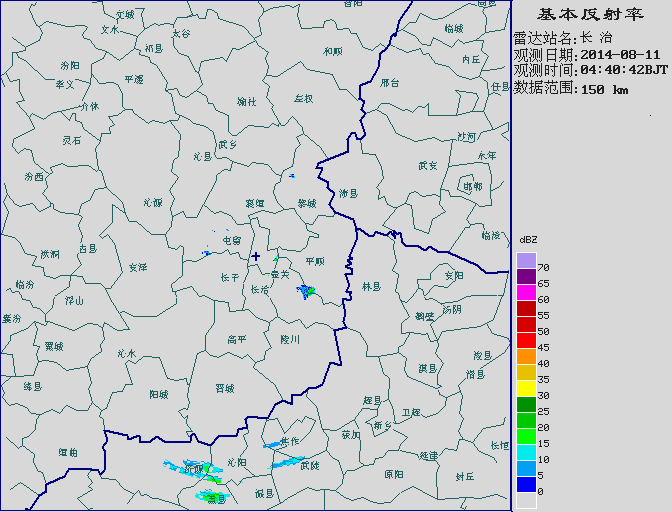 基本反射率
雷达站名:长 治
观测日期:2014-08-11
观测时间:04:40:42BJT
数据范围:150 km
dBZ
70
65
60
55
50
45
40
35
30
25
20
15
10
5
0
文城
文水
太谷
祁县
昔阳
和顺
临城
内丘
邢台
任县
汾阳
孝义
平遥
介休
榆社
左权
灵石
武乡
沁县
沙河
永年
武安
邯郸
汾西
沁源
襄垣
黎城
涉县
临漳
屯留
洪洞
古县
安泽
长子
壶关
平顺
长治
林县
安阳
汤阴
鹤壁
临汾
浮山
襄汾
翼城
沁水
高平
陵川
淇县
浚县
滑县
绛县
阳城
晋城
辉县
卫辉
新乡
获加
垣曲
沁阳
焦作
武陟
延津
原阳
封丘
长垣
温县